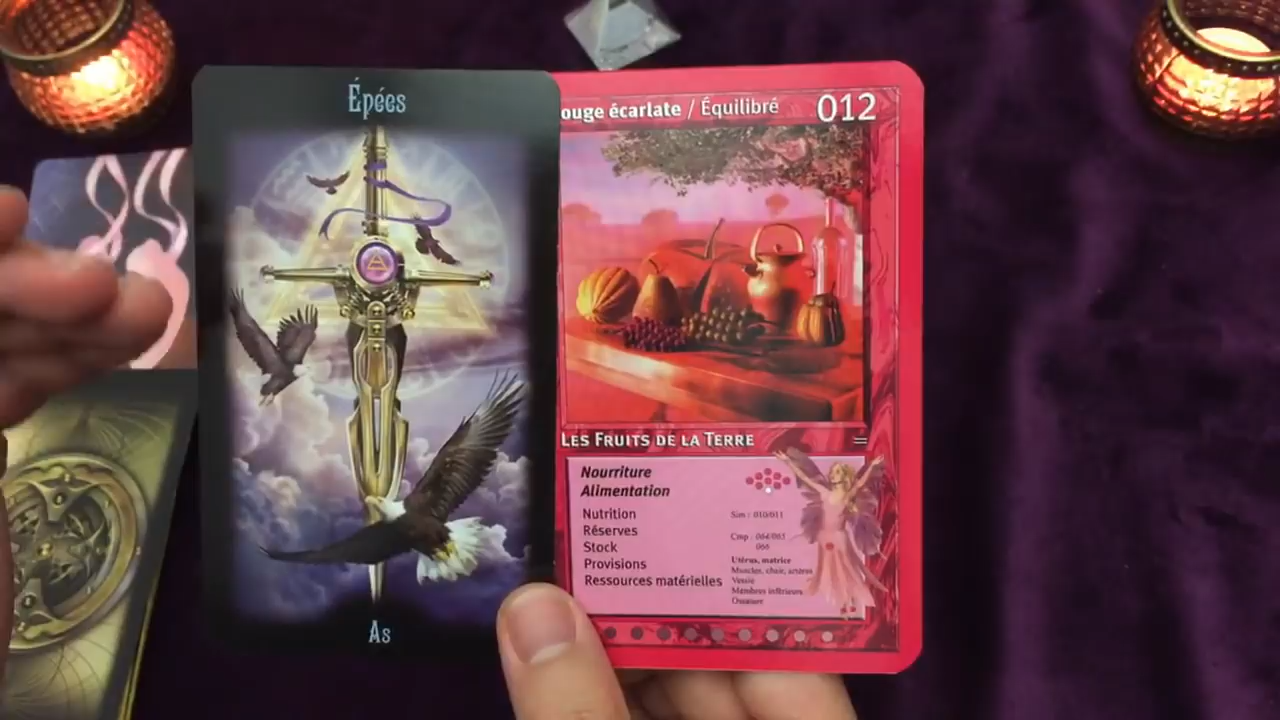 Épées
As
ouge écarlate / Équilibré 012
LES FRUITS DE LA TERRE =
Nourriture
Alimentation
Nutrition
Réserves
Stock
Provisions
Ressources matérielles
Sim : 010/011
Cmp : 064/065
066
Utérus, matrice
Muscles, chair, artères
Vessie
Membres inférieurs